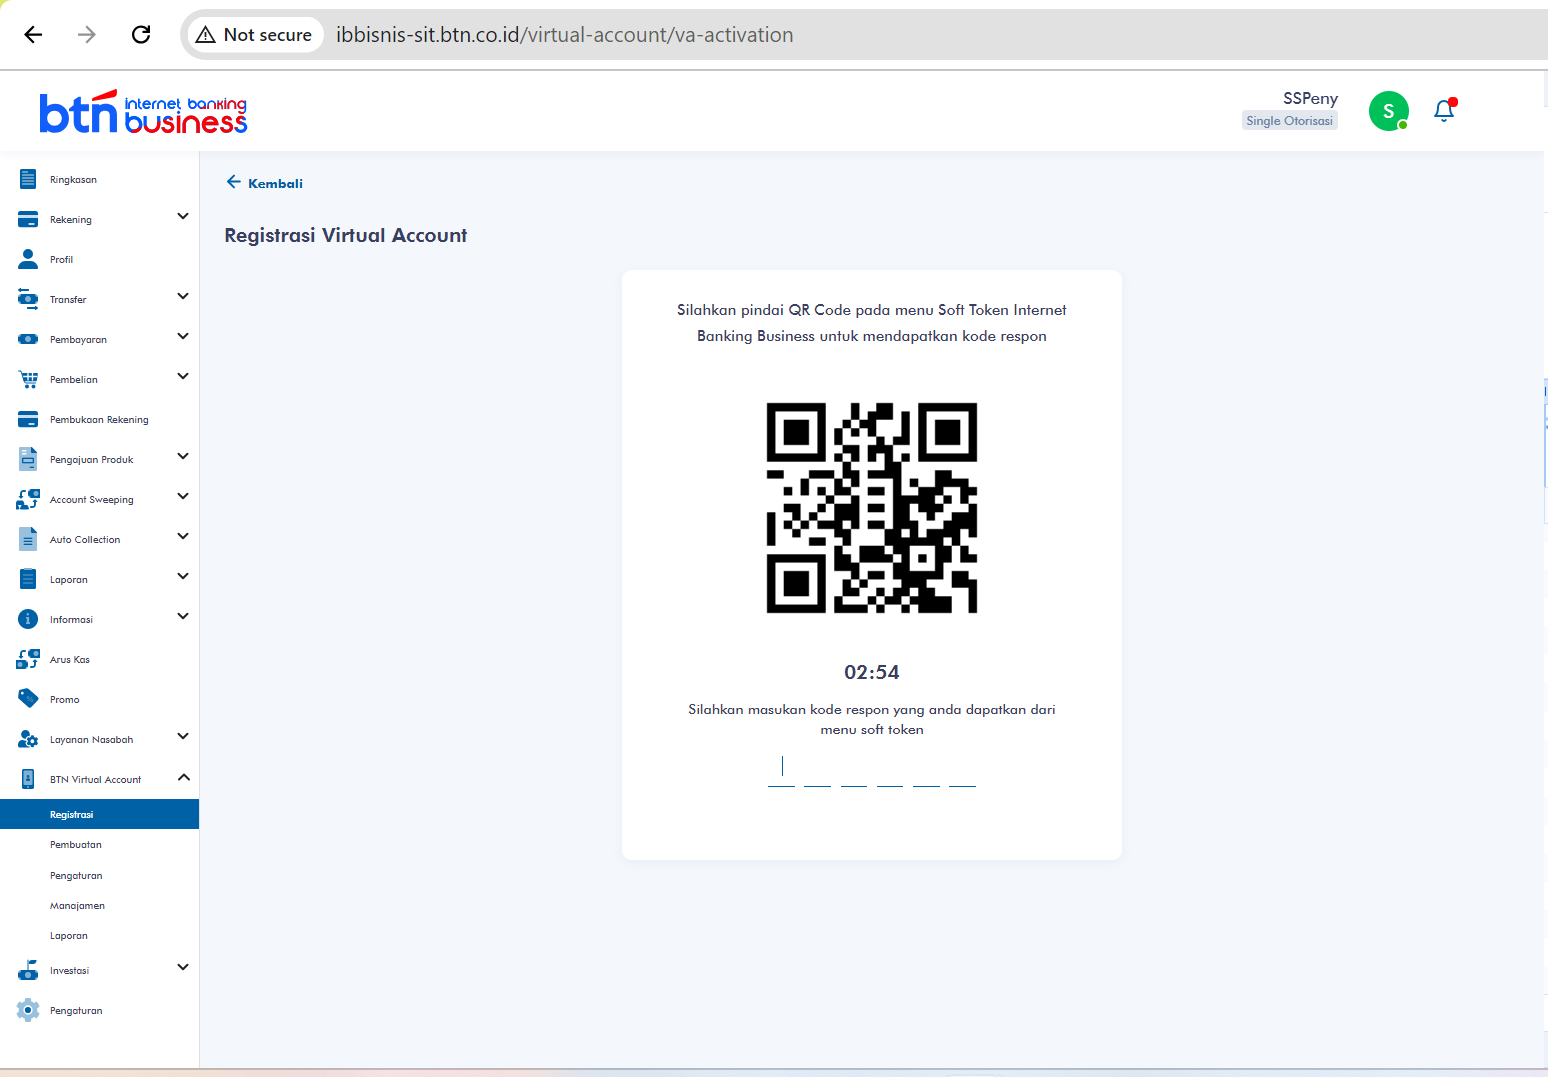 Not secure
ibbisnis-sit.btn.co.id/virtual-account/va-activation
btn internet banking business
SSPeny
Single Otorisasi
S
Ringkasan
Rekening
Profil
Transfer
Pembayaran
Pembelian
Pembukaan Rekening
Pengajuan Produk
Account Sweeping
Auto Collection
Laporan
Informasi
Arus Kas
Promo
Layanan Nasabah
BTN Virtual Account
Registrasi
Pembuatan
Pengaturan
Manajamen
Laporan
Investasi
Pengaturan
Kembali
Registrasi Virtual Account
Silahkan pindai QR Code pada menu Soft Token Internet
Banking Business untuk mendapatkan kode respon
02:54
Silahkan masukan kode respon yang anda dapatkan dari
menu soft token